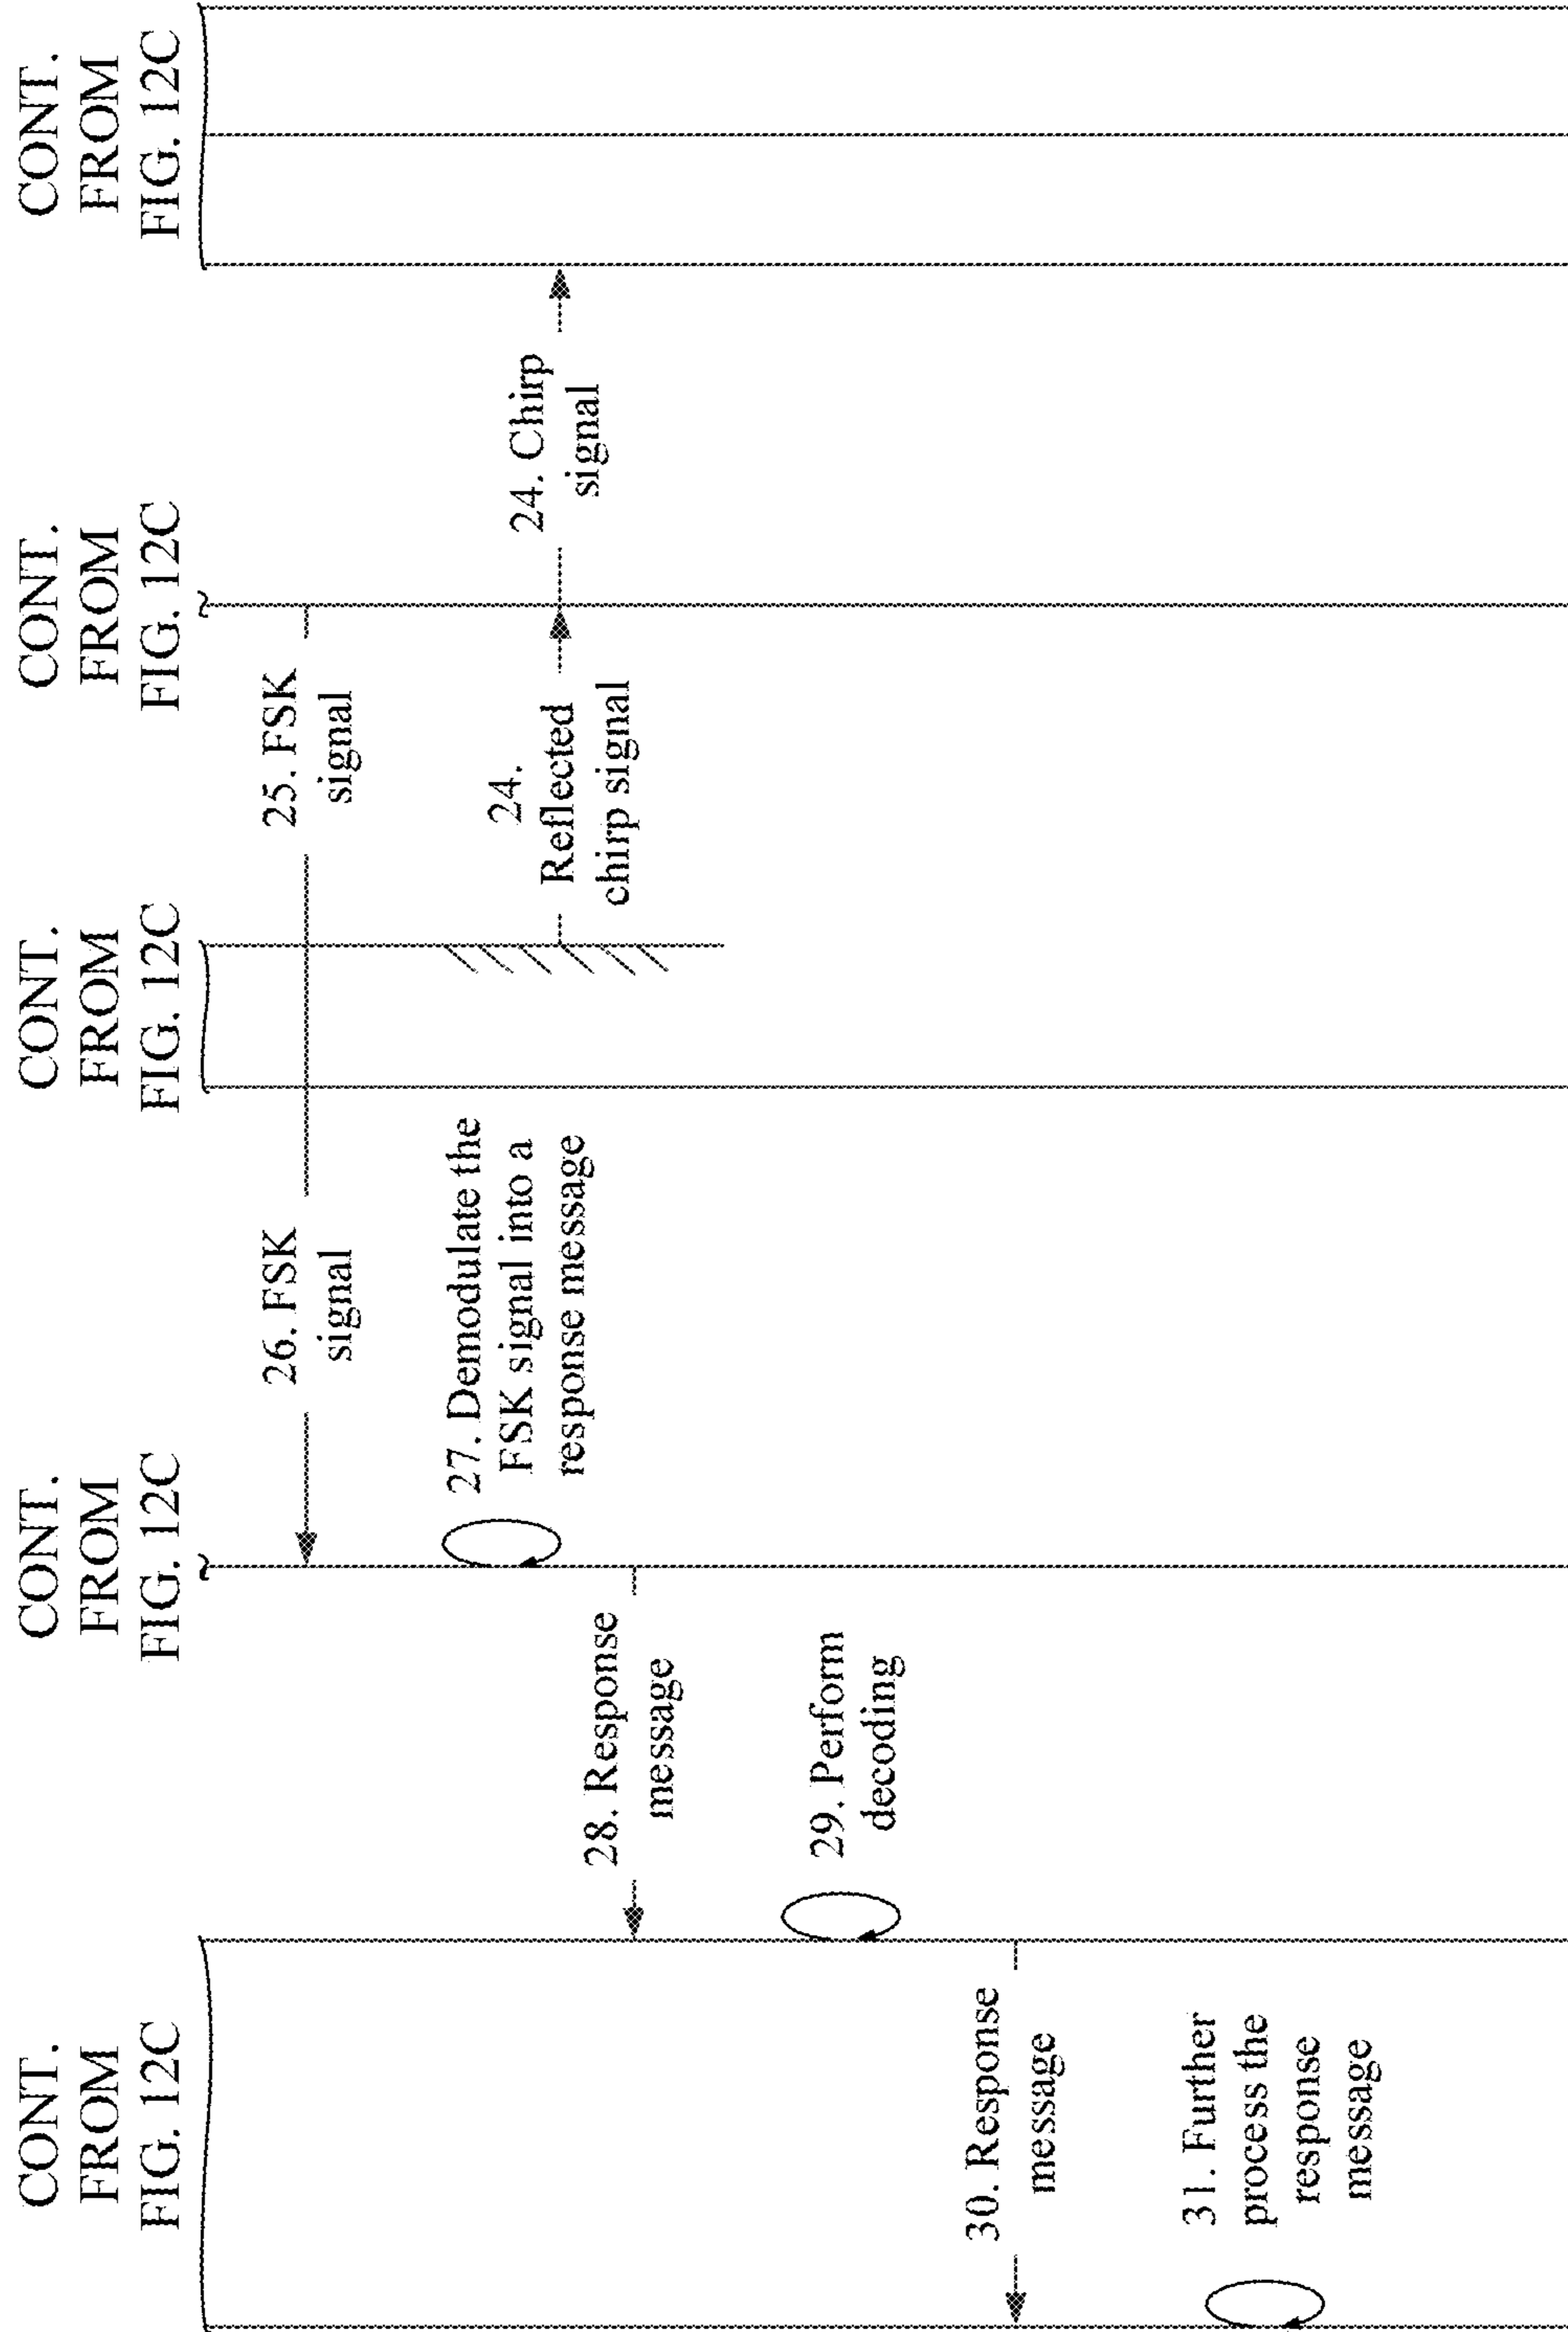 CONT.
FROM
FIG. 12C
CONT.
FROM
FIG. 12C
CONT.
FROM
FIG. 12C
CONT.
FROM
FIG. 12C
CONT.
FROM
FIG. 12C
26. FSK
signal
25. FSK
signal
27. Demodulate the
FSK signal into a
response message
24.
Reflected
chirp signal
24. Chirp
signal
28. Response
message
29. Perform
decoding
30. Response
message
31. Further
process the
response
message